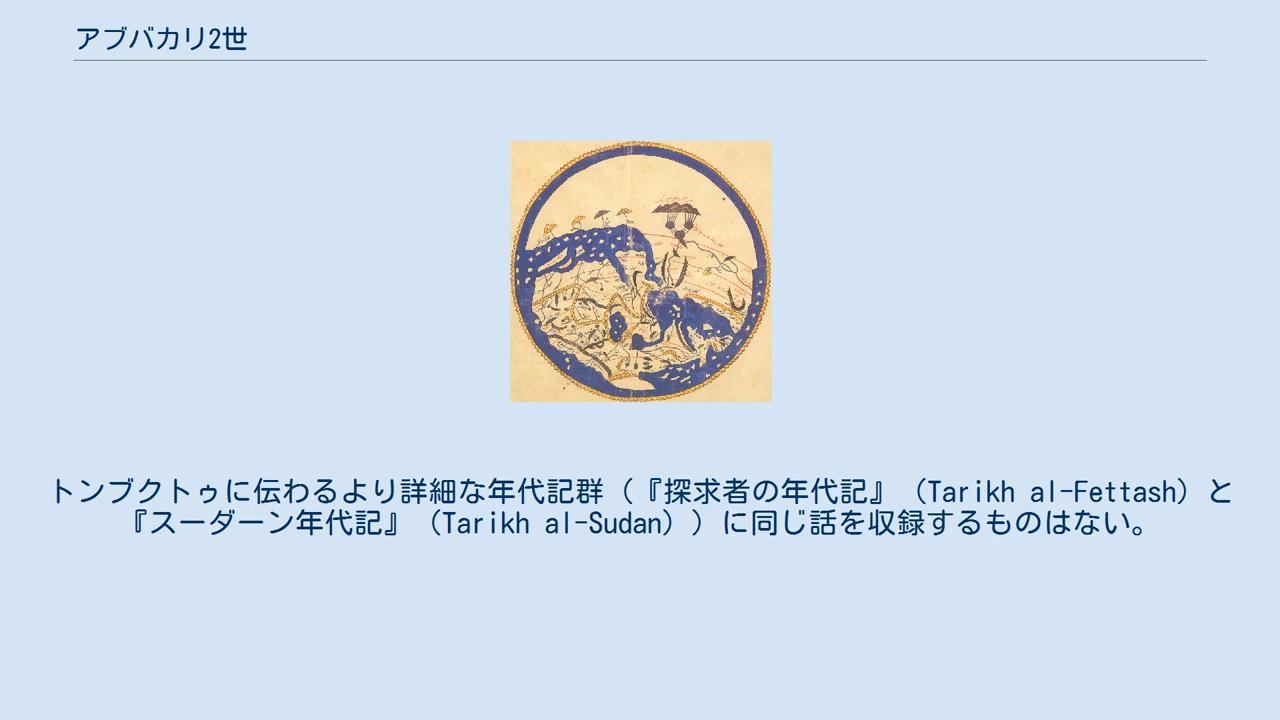 アブバカリ2世
トンブクトゥに伝わるより詳細な年代記群（『探求者の年代記』（Tarikh al-Fettash）と
『スーダーン年代記』（Tarikh al-Sudan））に同じ話を収録するものはない。